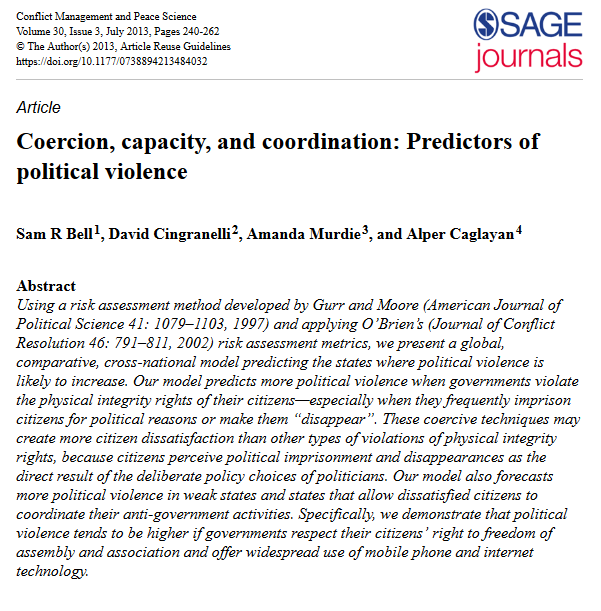 Conflict Management and Peace Science
Volume 30, Issue 3, July 2013, Pages 240-262
© The Author(s) 2013, Article Reuse Guidelines
https://doi.org/10.1177/0738894213484032
SAGE
journals
Article
Coercion, capacity, and coordination: Predictors of
political violence
Sam R Bell1, David Cingranelli2, Amanda Murdie3, and Alper Caglayan4
Abstract
Using a risk assessment method developed by Gurr and Moore (American Journal of
Political Science 41: 1079–1103, 1997) and applying O’Brien’s (Journal of Conflict
Resolution 46: 791–811, 2002) risk assessment metrics, we present a global,
comparative, cross-national model predicting the states where political violence is
likely to increase. Our model predicts more political violence when governments violate
the physical integrity rights of their citizens—especially when they frequently imprison
citizens for political reasons or make them “disappear”. These coercive techniques may
create more citizen dissatisfaction than other types of violations of physical integrity
rights, because citizens perceive political imprisonment and disappearances as the
direct result of the deliberate policy choices of politicians. Our model also forecasts
more political violence in weak states and states that allow dissatisfied citizens to
coordinate their anti-government activities. Specifically, we demonstrate that political
violence tends to be higher if governments respect their citizens’ right to freedom of
assembly and association and offer widespread use of mobile phone and internet
technology.